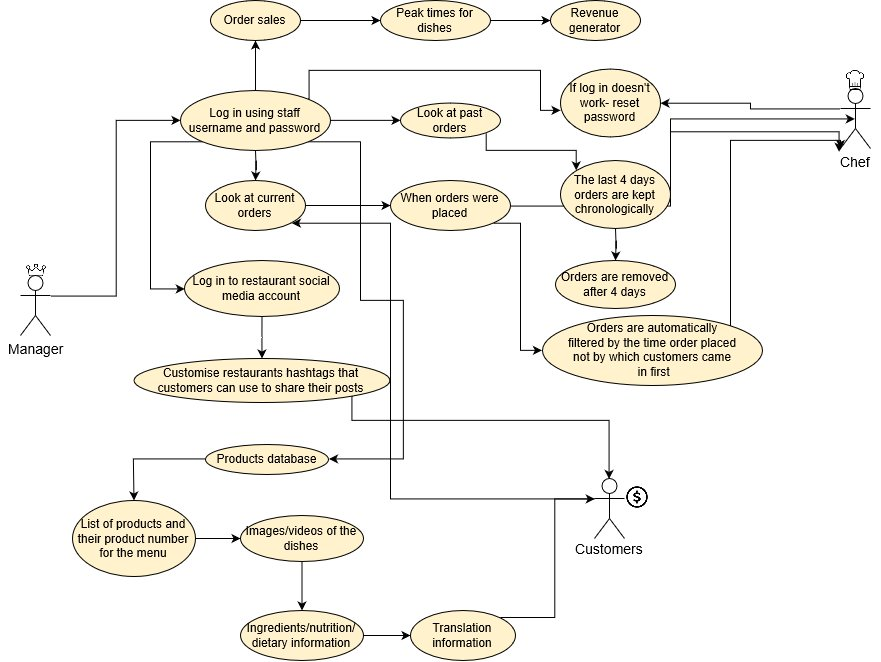 Order sales
Peak times for
dishes
Revenue
generator
Log in using staff
username and password
Look at past
orders
If log in doesn't
work- reset
password
Chef
Look at current
orders
When orders were
placed
The last 4 days
orders are kept
chronologically
Manager
Log in to restaurant social
media account
Orders are removed
after 4 days
Orders are automatically
filtered by the time order placed
not by which customers came
in first
Customise restaurants hashtags that
customers can use to share their posts
Products database
$
Customers
List of products and
their product number
for the menu
Images/videos of the
dishes
Ingredients/nutrition/
dietary information
Translation
information